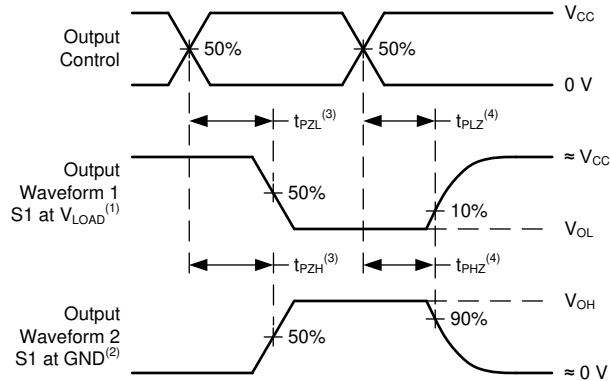 Output
Control
50%
50%
V_CC
0 V
t_PZL^(3)
t_PLZ^(4)
Output
Waveform 1
S1 at V_LOAD^(1)
50%
10%
≈ V_CC
V_OL
t_PZH^(3)
t_PHZ^(4)
Output
Waveform 2
S1 at GND^(2)
50%
90%
V_OH
≈ 0 V